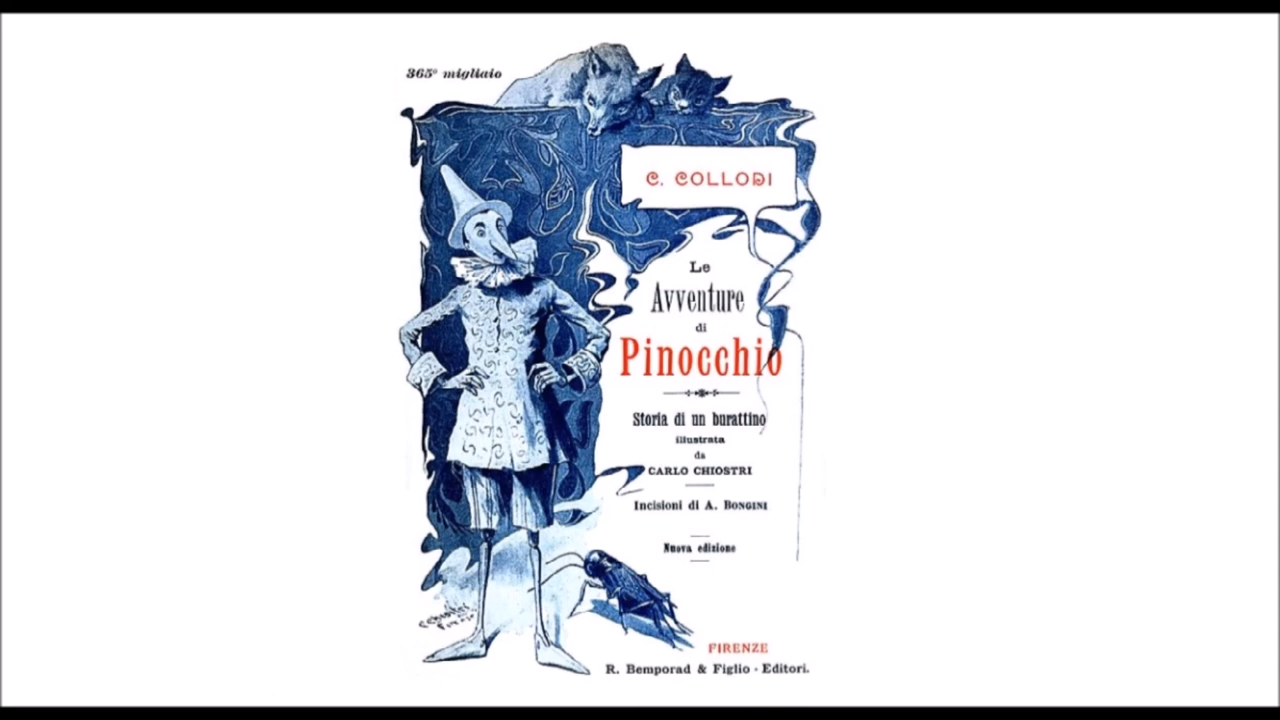 365º migliaio
C. COLLODI
Le
Avventure
di
Pinocchio
Storia di un burattino
illustrata
da
CARLO CHIOSTRI
Incisioni di A. BONGINI
Nuova edizione
FIRENZE
R. Bemporad & Figlio - Editori.